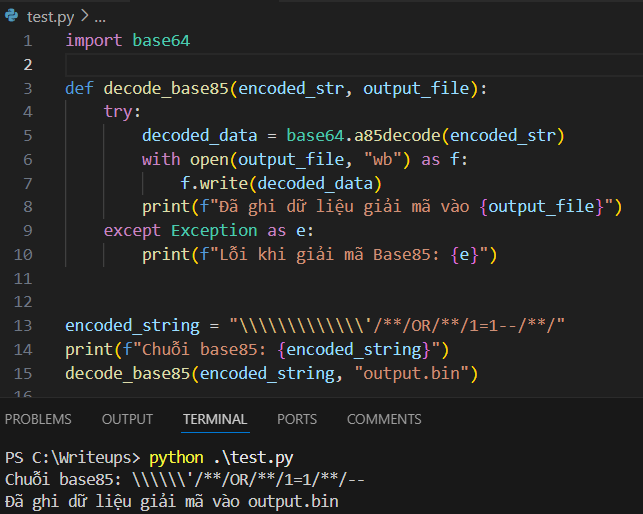 test.py > ...
1 import base64
2
3 def decode_base85(encoded_str, output_file):
4 try:
5 decoded_data = base64.a85decode(encoded_str)
6 with open(output_file, "wb") as f:
7 f.write(decoded_data)
8 print(f"Đã ghi dữ liệu giải mã vào {output_file}")
9 except Exception as e:
10 print(f"Lỗi khi giải mã Base85: {e}")
11
12
13 encoded_string = "\\\\\\\\\\\\\'/**/OR/**/1=1--/**/"
14 print(f"Chuỗi base85: {encoded_string}")
15 decode_base85(encoded_string, "output.bin")
16
PROBLEMS OUTPUT TERMINAL PORTS COMMENTS
PS C:\Writeups> python .\test.py
Chuỗi base85: \\\\\\'/**/OR/**/1=1/**/--
Đã ghi dữ liệu giải mã vào output.bin